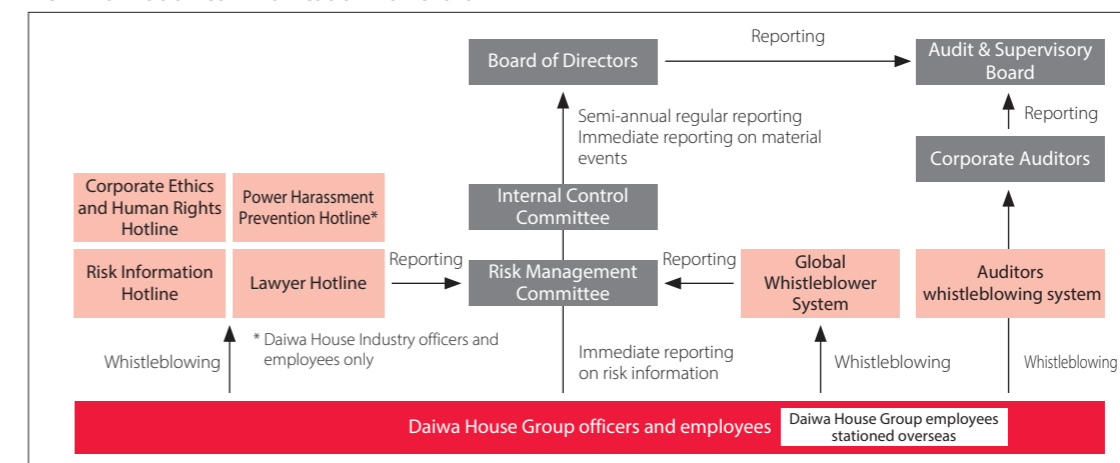 Reporting
Board of Directors
Audit & Supervisory
Board
Semi-annual regular reporting
Immediate reporting on material
events
Reporting
Corporate Auditors
Corporate Ethics
and Human Rights
Hotline
Power Harassment
Prevention Hotline*
Internal Control
Committee
Risk Information
Hotline
Lawyer Hotline
Reporting
Risk Management
Committee
Reporting
Global
Whistleblower
System
Auditors
whistleblowing system
* Daiwa House Industry officers and
employees only
Whistleblowing
Immediate reporting
on risk information
Whistleblowing
Whistleblowing
Daiwa House Group officers and employees
Daiwa House Group employees
stationed overseas